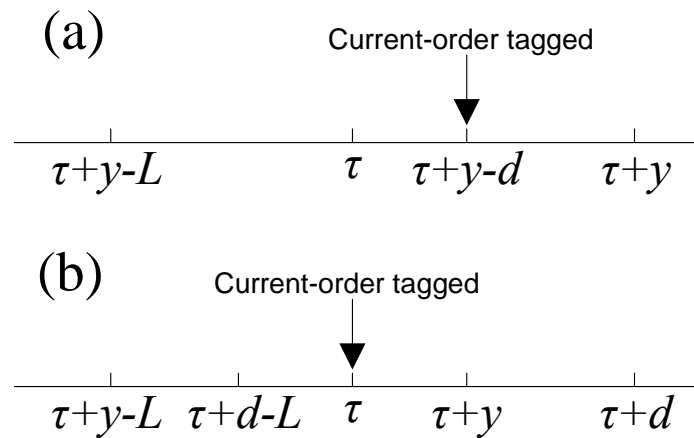 (a)
Current-order tagged
τ+y-L τ τ+y-d τ+y
(b)
Current-order tagged
τ+y-L τ+d-L τ τ+y τ+d